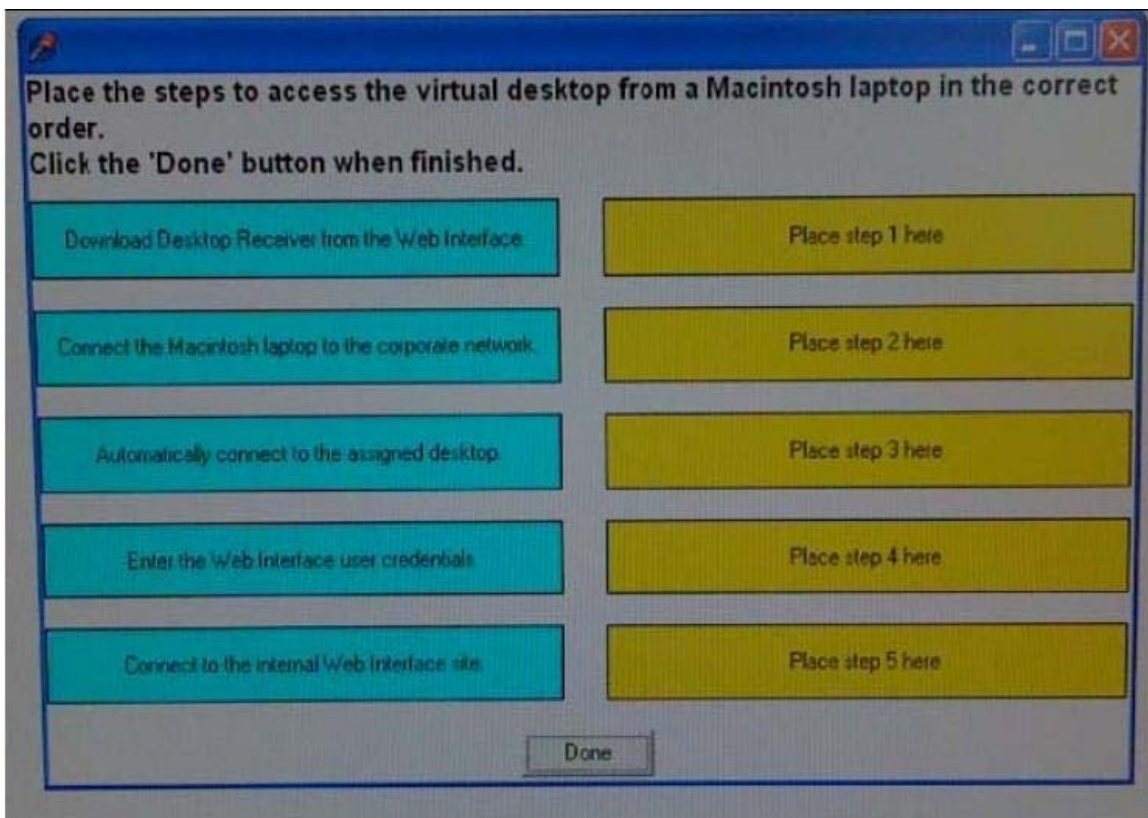 Place the steps to access the virtual desktop from a Macintosh laptop in the correct
order.
Click the 'Done' button when finished.
Download Desktop Receiver from the Web Interface.
Place step 1 here
Connect the Macintosh laptop to the corporate network.
Place step 2 here
Automatically connect to the assigned desktop.
Place step 3 here
Enter the Web Interface user credentials.
Place step 4 here
Connect to the internal Web Interface site.
Place step 5 here
Done